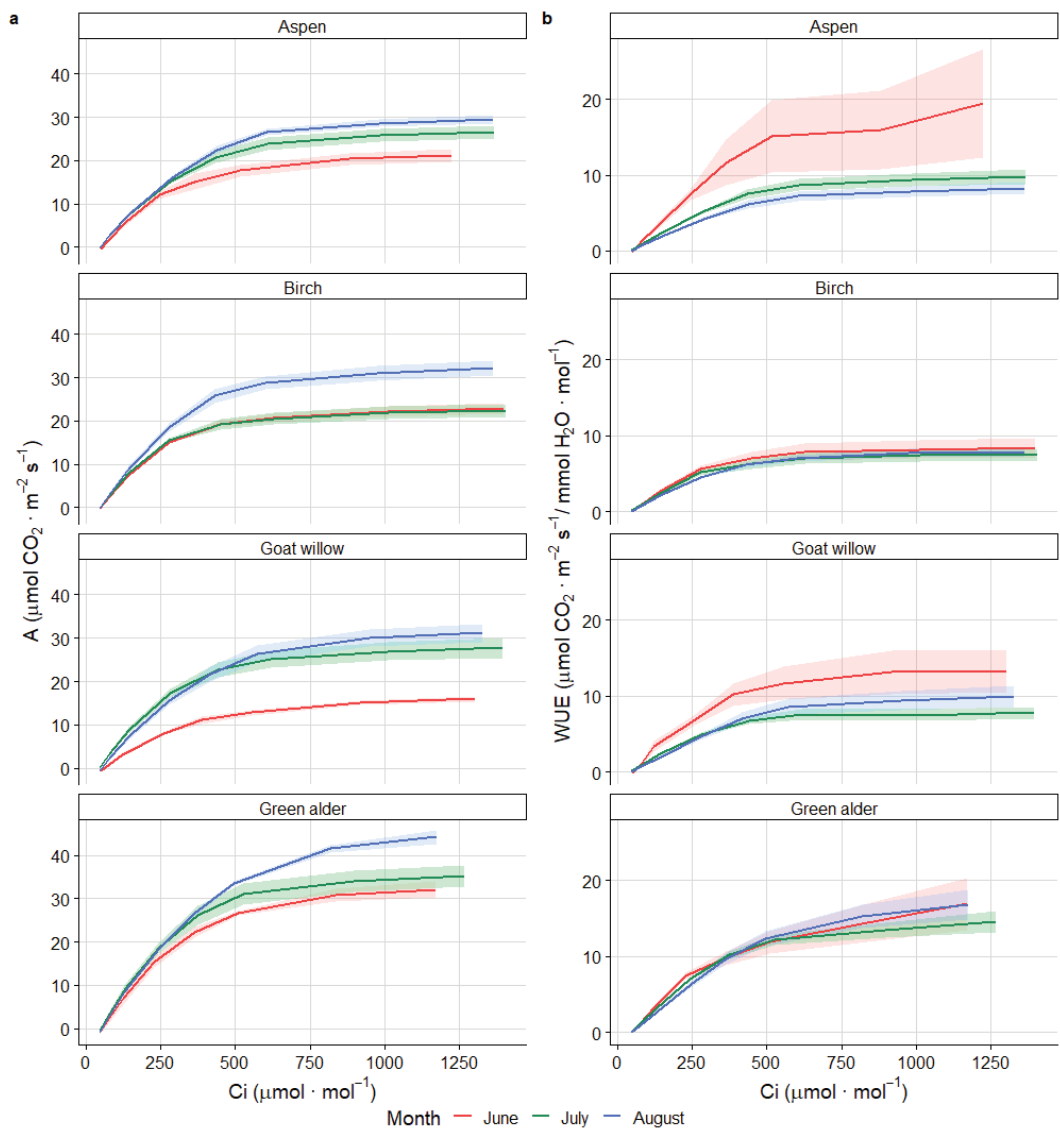 a
Aspen
40
30
20
10
0
Birch
40
30
20
10
0
Goat willow
40
30
20
10
0
Green alder
40
30
20
10
0
A (μmol CO₂ · m⁻² s⁻¹)
0 250 500 750 1000 1250
Ci (μmol · mol⁻¹)
b
Aspen
20
10
0
Birch
20
10
0
Goat willow
20
10
0
Green alder
20
10
0
WUE (μmol CO₂ · m⁻² s⁻¹/ mmol H₂O · mol⁻¹)
0 250 500 750 1000 1250
Ci (μmol · mol⁻¹)
Month June July August